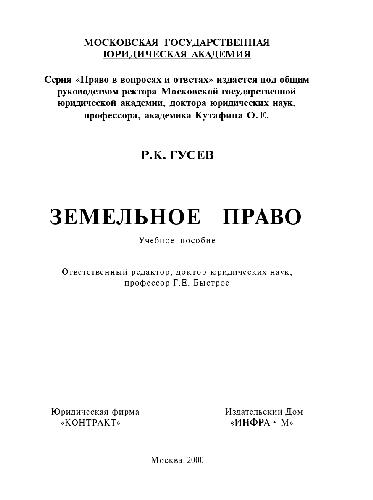 МОСКОВСКАЯ ГОСУДАРСТВЕННАЯ
ЮРИДИЧЕСКАЯ АКАДЕМИЯ
Серия «Право в вопросах и ответах» издается под общим
руководством ректора Московской государственной
юридической академии, доктора юридических наук,
профессора, академика Кутафина О.Е.
Р.К. ГУСЕВ
ЗЕМЕЛЬНОЕ ПРАВО
Учебное пособие
Ответственный редактор, доктор юридических наук,
профессор Г.Е. Быстров
Юридическая фирма
«КОНТРАКТ»
Издательский Дом
«ИНФРА • М»
Москва 2000